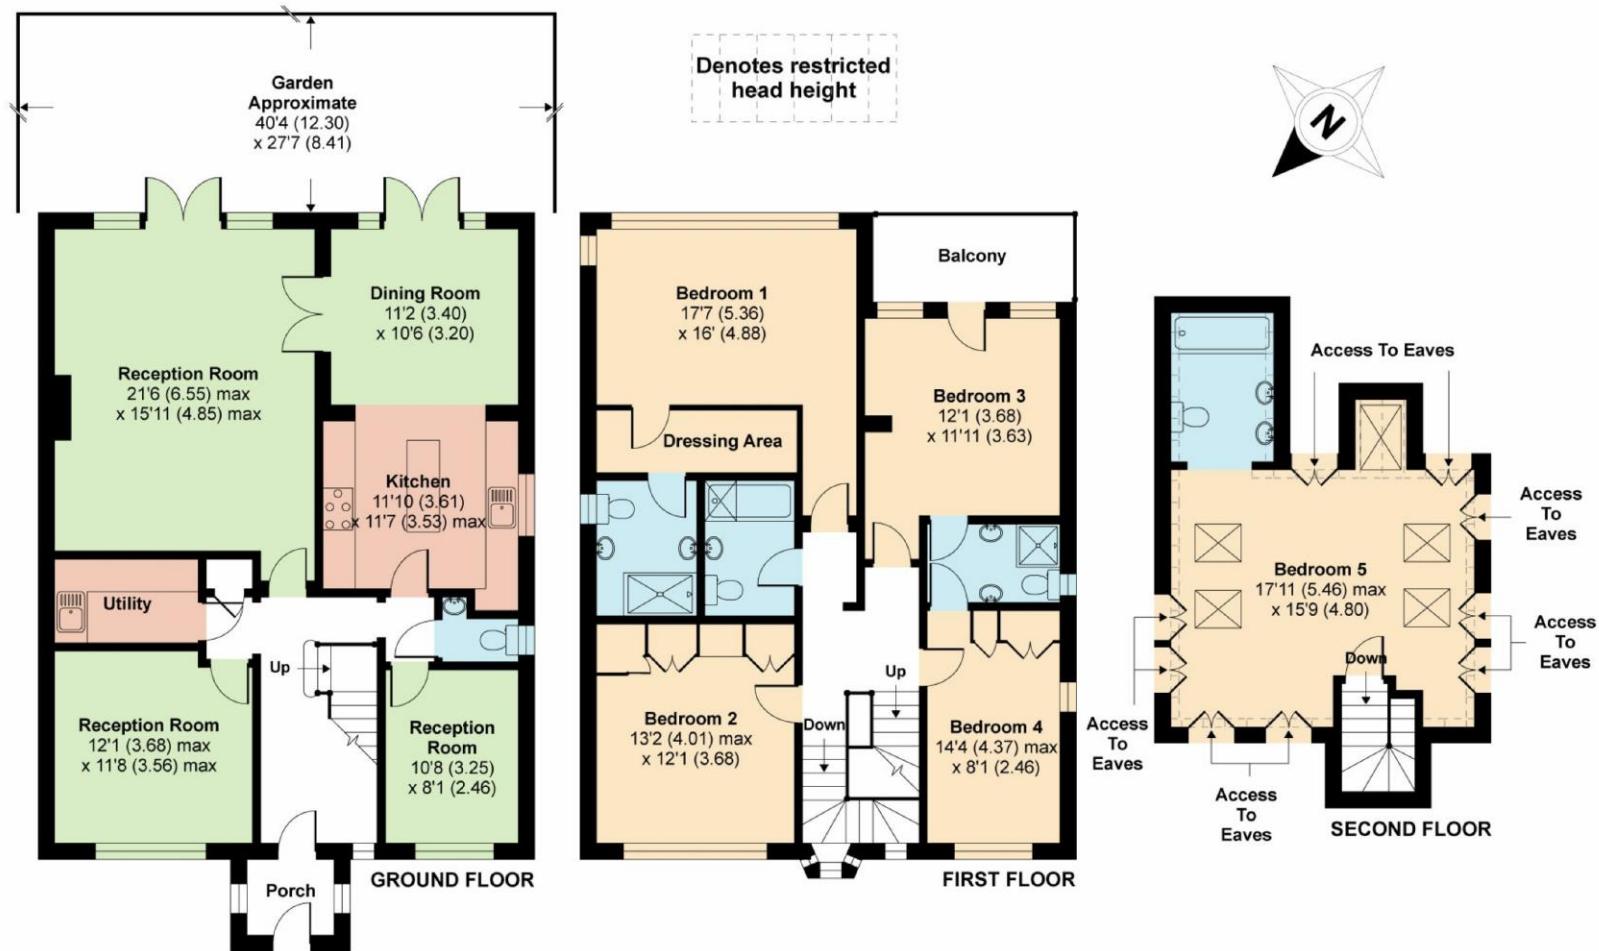 Garden
Approximate
40'4 (12.30)
x 27'7 (8.41)
Denotes restricted
head height
N
Dining Room
11'2 (3.40)
x 10'6 (3.20)
Reception Room
21'6 (6.55) max
x 15'11 (4.85) max
Kitchen
11'10 (3.61)
x 11'7 (3.53) max
Utility
Up
Reception Room
12'1 (3.68) max
x 11'8 (3.56) max
Reception
Room
10'8 (3.25)
x 8'1 (2.46)
Porch
GROUND FLOOR
Bedroom 1
17'7 (5.36)
x 16' (4.88)
Balcony
Bedroom 3
12'1 (3.68)
x 11'11 (3.63)
Dressing Area
Bedroom 2
13'2 (4.01) max
x 12'1 (3.68)
Down
Up
Bedroom 4
14'4 (4.37) max
x 8'1 (2.46)
FIRST FLOOR
Access To Eaves
Access
To
Eaves
Bedroom 5
17'11 (5.46) max
x 15'9 (4.80)
Access
To
Eaves
Down
Access
To
Eaves
Access
To
Eaves
SECOND FLOOR